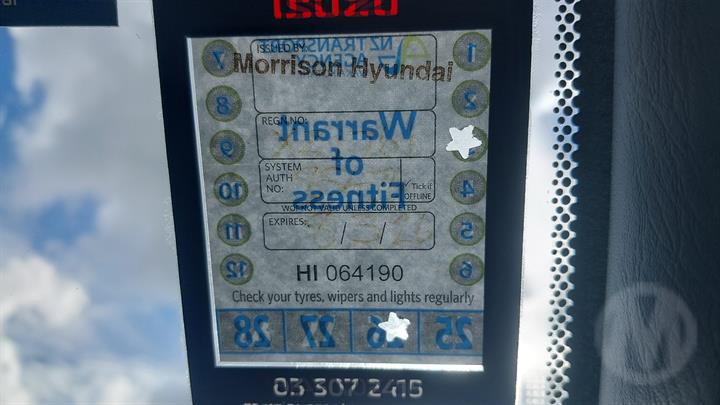 ISUZU
ISSUED BY:
NZ TRANSPORT
AGENCY
Morrison Hyundai
7 1
8 2
REGN NO:
Warrant
9
of
SYSTEM
AUTH
NO:
Tick if
OFFLINE
Fitness
10 4
WOF NOT VALID UNLESS COMPLETED
EXPIRES: / /
11 5
12 6
HI 064190
Check your tyres, wipers and lights regularly
28 27 26 25
03 507 2415